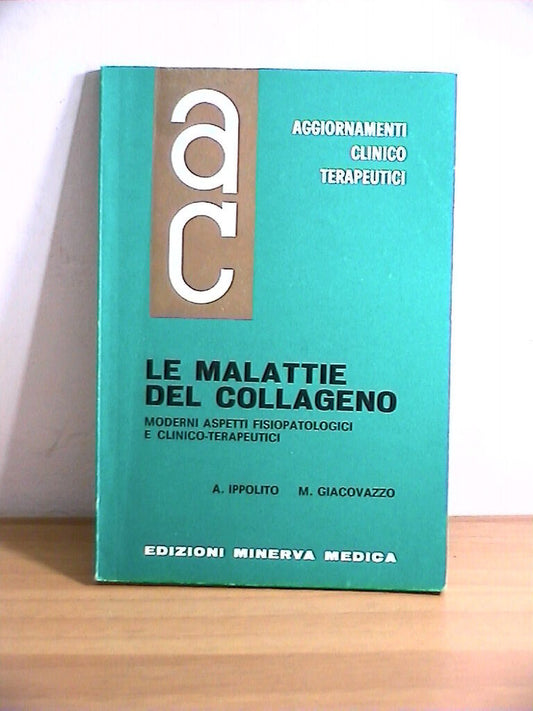 ac
AGGIORNAMENTI
CLINICO
TERAPEUTICI
LE MALATTIE
DEL COLLAGENO
MODERNI ASPETTI FISIOPATOLOGICI
E CLINICO-TERAPEUTICI
A. IPPOLITO M. GIACOVAZZO
EDIZIONI MINERVA MEDICA